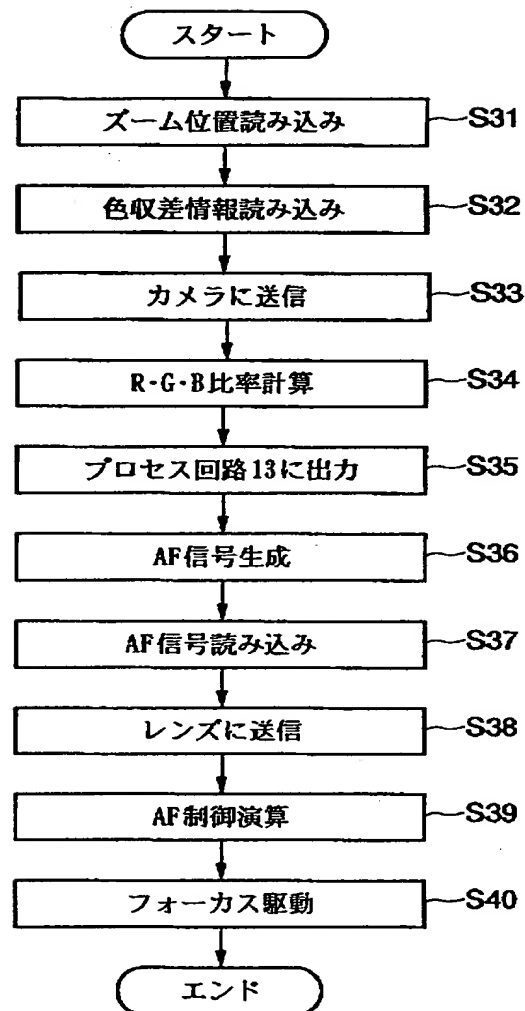 スタート
ズーム位置読み込み S31
色収差情報読み込み S32
カメラに送信 S33
R・G・B比率計算 S34
プロセス回路13に出力 S35
AF信号生成 S36
AF信号読み込み S37
レンズに送信 S38
AF制御演算 S39
フォーカス駆動 S40
エンド